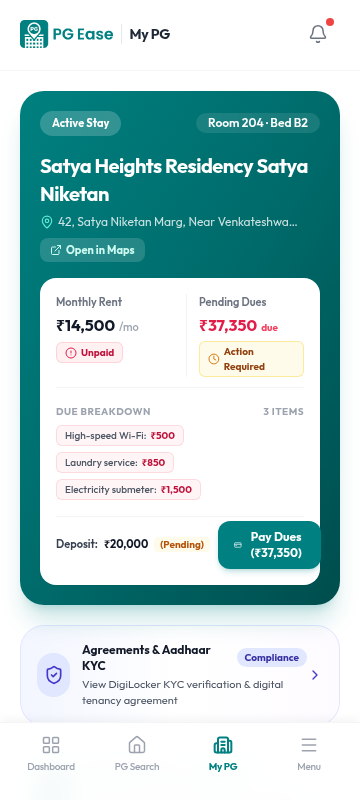 PG
PG Ease
My PG
Active Stay
Room 204 · Bed B2
Satya Heights Residency Satya
Niketan
42, Satya Niketan Marg, Near Venkateshwa...
Open in Maps
Monthly Rent
₹14,500 /mo
Unpaid
Pending Dues
₹37,350 due
Action
Required
DUE BREAKDOWN
3 ITEMS
High-speed Wi-Fi: ₹500
Laundry service: ₹850
Electricity submeter: ₹1,500
Deposit: ₹20,000 (Pending)
Pay Dues
(₹37,350)
Agreements & Aadhaar
KYC
Compliance
View DigiLocker KYC verification & digital
tenancy agreement
Dashboard
PG Search
My PG
Menu